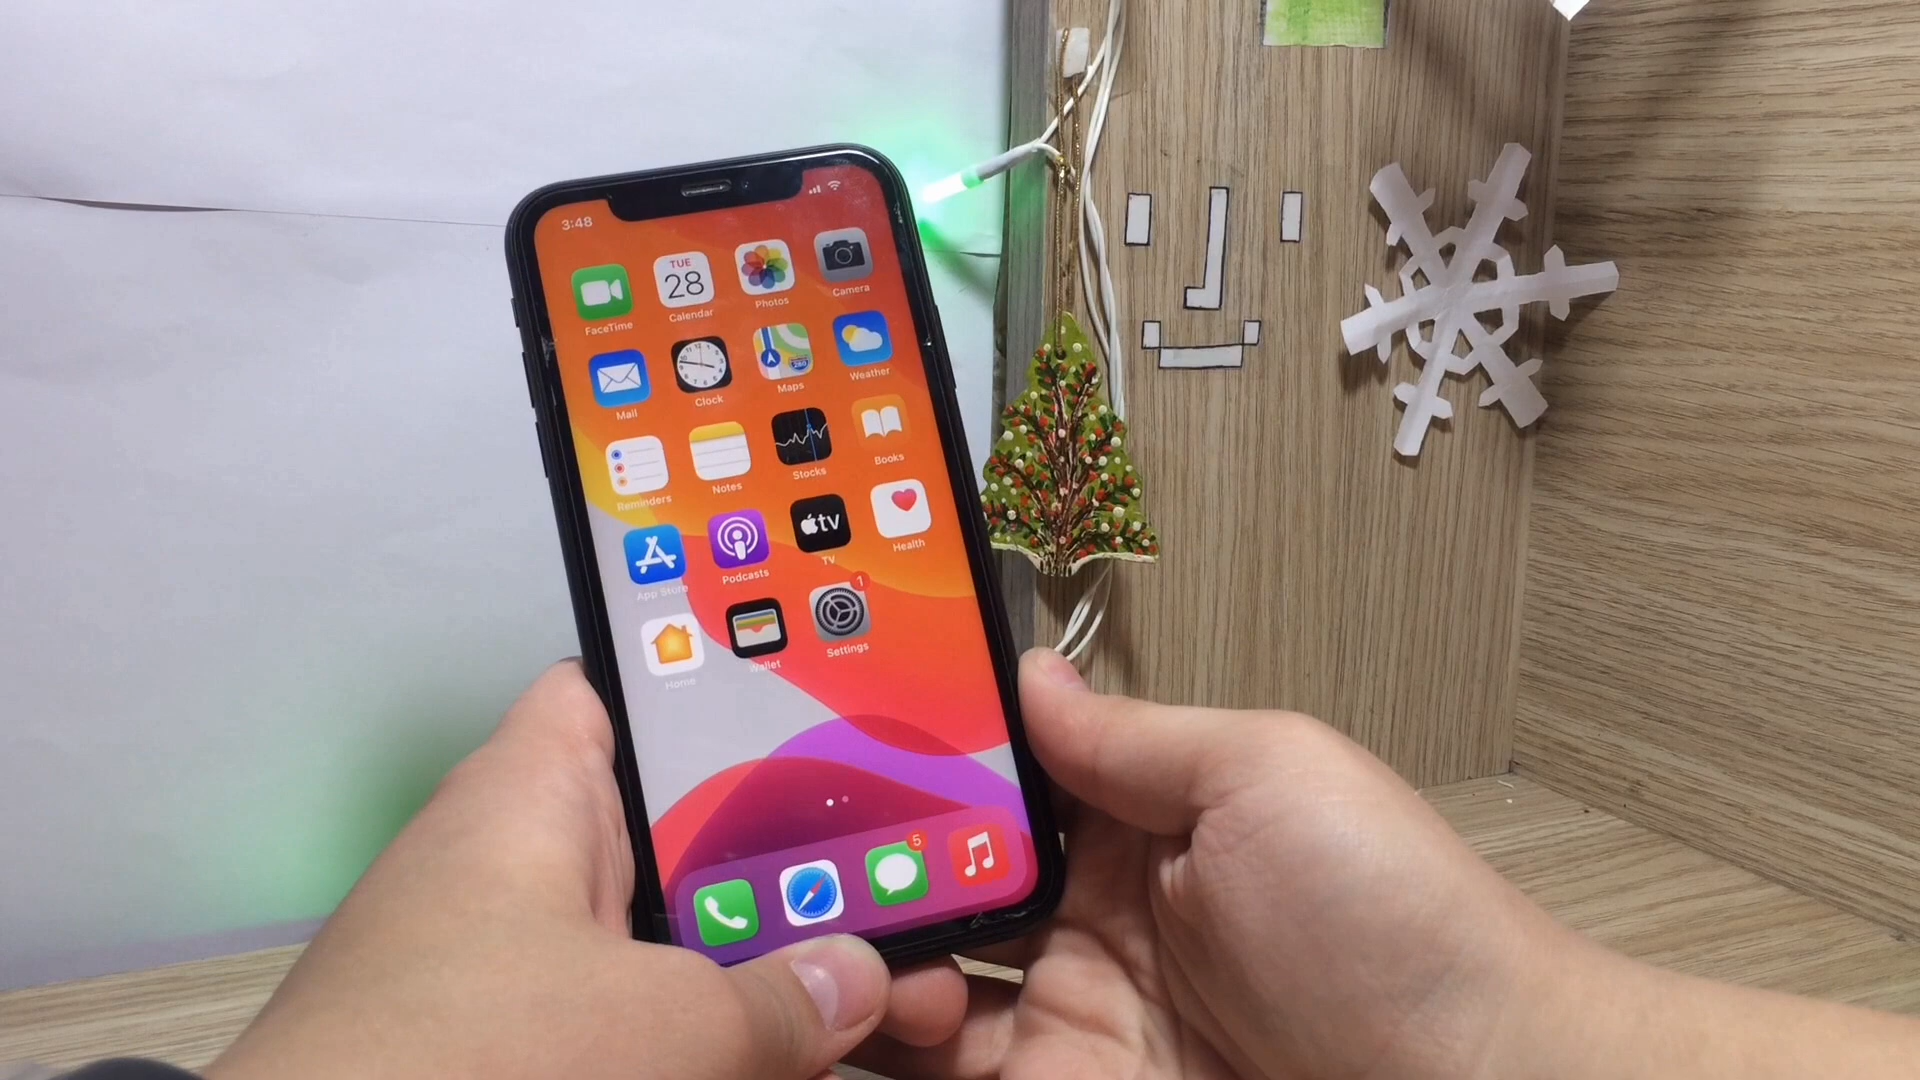 3:48
TUE
28
FaceTime
Calendar
Photos
Camera
Mail
Clock
Maps
Weather
Reminders
Notes
Stocks
Books
App Store
Podcasts
tv
TV
Health
1
Home
Wallet
Settings
5